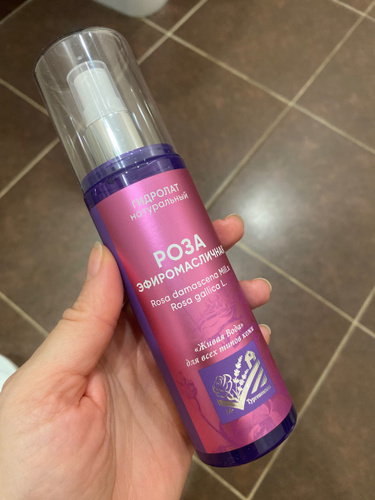 ГИДРОЛАТ
натуральный
РОЗА
ЭФИРОМАСЛИЧНАЯ
Rosa damascena Mill.
Rosa gallica L.
«Живая Вода»
для всех типов кожи